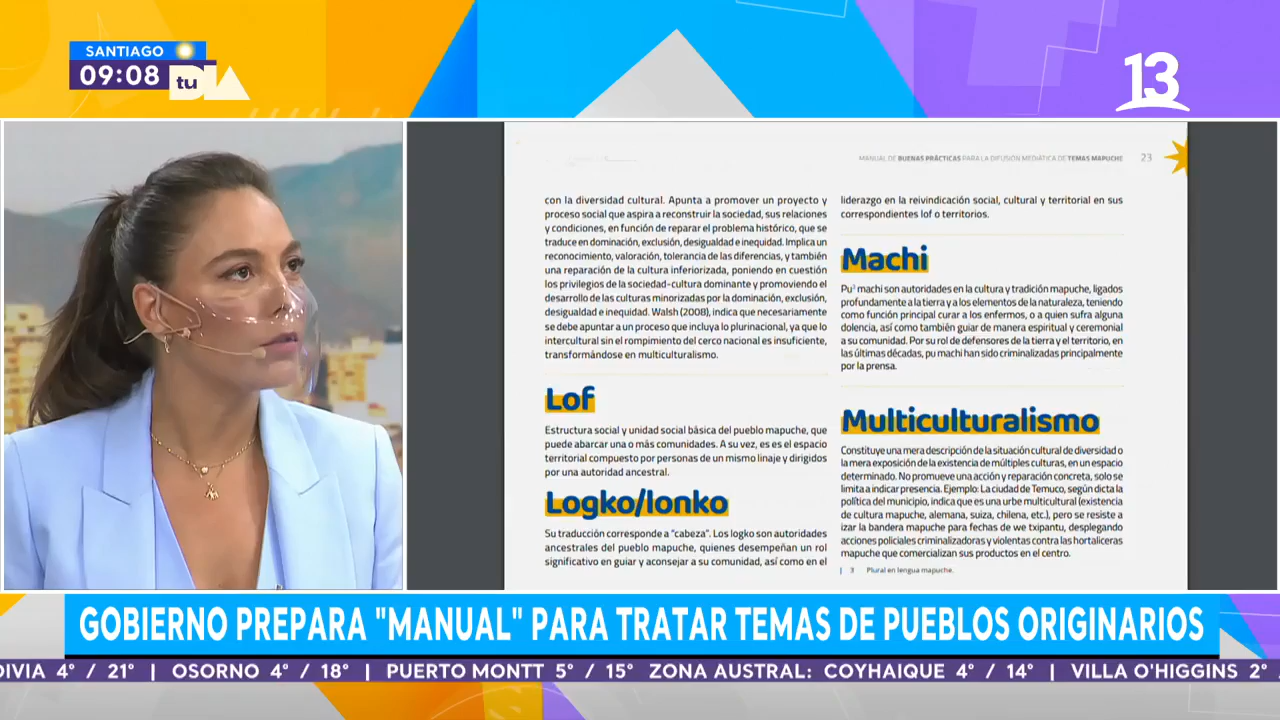 SANTIAGO
09:08
tu DIA
13
MANUAL DE BUENAS PRÁCTICAS PARA LA DIFUSIÓN MEDIÁTICA DE TEMAS MAPUCHE 23
con la diversidad cultural. Apunta a promover un proyecto y
proceso social que aspira a reconstruir la sociedad, sus relaciones
y condiciones, en función de reparar el problema histórico, que se
traduce en dominación, exclusión, desigualdad e inequidad. Implica un
reconocimiento, valoración, tolerancia de las diferencias, y también
una reparación de la cultura inferiorizada, poniendo en cuestión
los privilegios de la sociedad-cultura dominante y promoviendo el
desarrollo de las culturas minorizadas por la dominación, exclusión,
desigualdad e inequidad. Walsh (2008), indica que necesariamente
se debe apuntar a un proceso que incluya lo plurinacional, ya que lo
intercultural sin el rompimiento del cerco nacional es insuficiente,
transformándose en multiculturalismo.
Lof
Estructura social y unidad social básica del pueblo mapuche, que
puede abarcar una o más comunidades. A su vez, es es el espacio
territorial compuesto por personas de un mismo linaje y dirigidos
por una autoridad ancestral.
Logko/lonko
Su traducción corresponde a "cabeza". Los logko son autoridades
ancestrales del pueblo mapuche, quienes desempeñan un rol
significativo en guiar y aconsejar a su comunidad, así como en el
liderazgo en la reivindicación social, cultural y territorial en sus
correspondientes lof o territorios.
Machi
Pu³ machi son autoridades en la cultura y tradición mapuche, ligados
profundamente a la tierra y a los elementos de la naturaleza, teniendo
como función principal curar a los enfermos, o a quien sufra alguna
dolencia, así como también guiar de manera espiritual y ceremonial
a su comunidad. Por su rol de defensores de la tierra y el territorio, en
las últimas décadas, pu machi han sido criminalizadas principalmente
por la prensa.
Multiculturalismo
Constituye una mera descripción de la situación cultural de diversidad o
la mera exposición de la existencia de múltiples culturas, en un espacio
determinado. No promueve una acción y reparación concreta, solo se
limita a indicar presencia. Ejemplo: La ciudad de Temuco, según dicta la
política del municipio, indica que es una urbe multicultural (existencia
de cultura mapuche, alemana, suiza, chilena, etc.), pero se resiste a
izar la bandera mapuche para fechas de we txipantu, desplegando
acciones policiales criminalizadoras y violentas contra las hortaliceras
mapuche que comercializan sus productos en el centro.
| 3 Plural en lengua mapuche.
GOBIERNO PREPARA "MANUAL" PARA TRATAR TEMAS DE PUEBLOS ORIGINARIOS
DIVIA 4° / 21° | OSORNO 4° / 18° | PUERTO MONTT 5° / 15° ZONA AUSTRAL: COYHAIQUE 4° / 14° | VILLA O'HIGGINS 2°